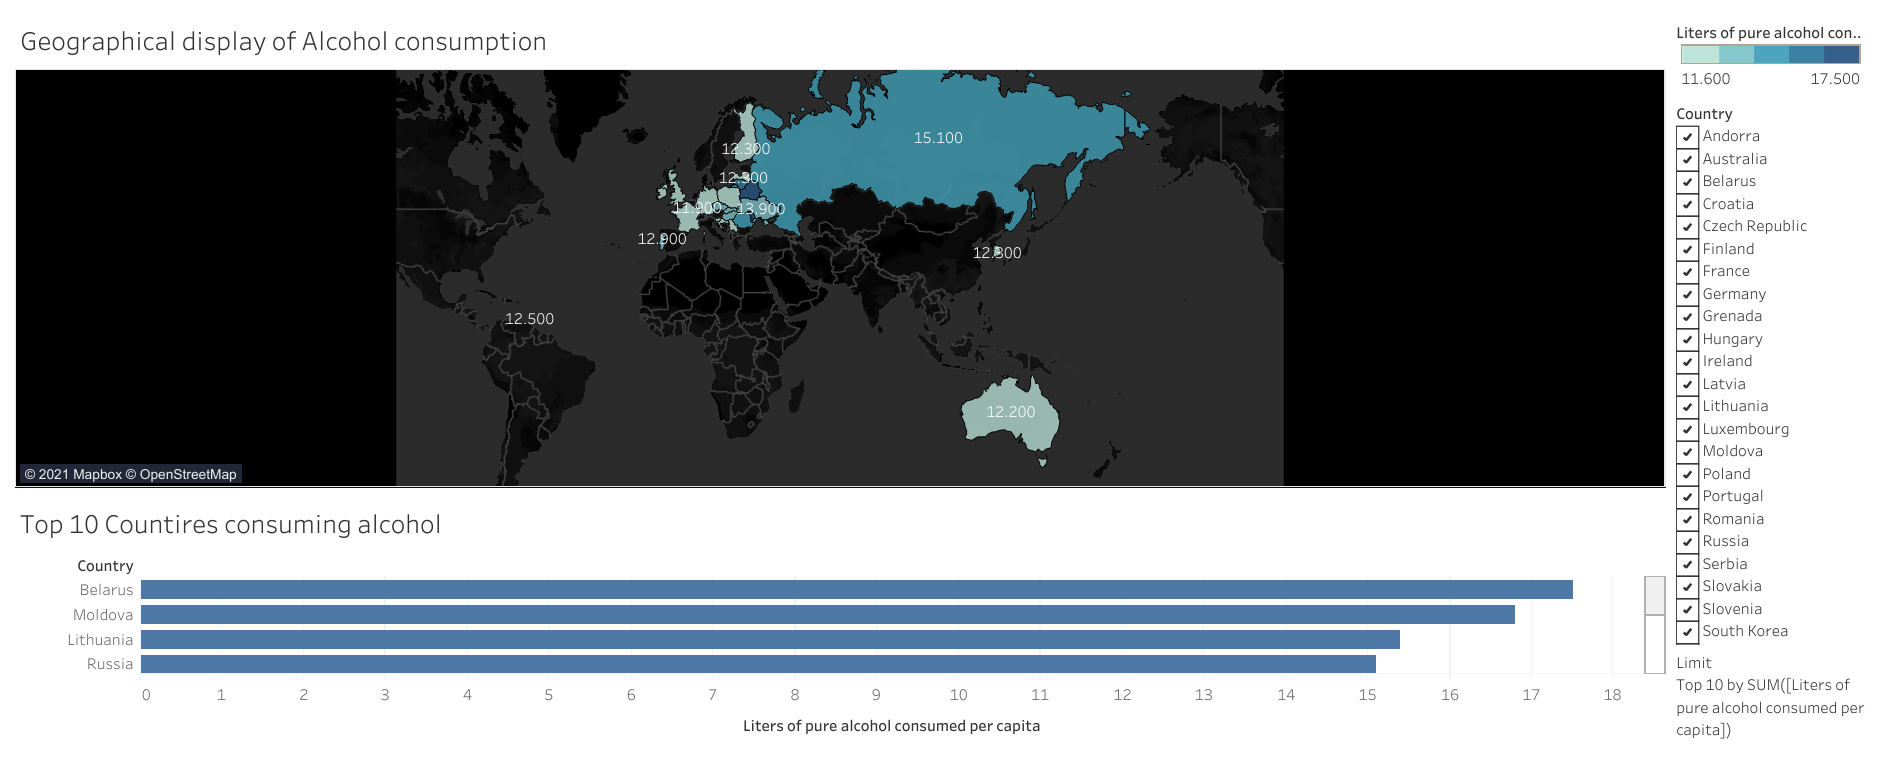 Geographical display of Alcohol consumption
15.100
12.300
12.300
11.900
13.900
12.900
12.300
12.500
12.200
© 2021 Mapbox © OpenStreetMap
Top 10 Countires consuming alcohol
Country
Belarus
Moldova
Lithuania
Russia
0 1 2 3 4 5 6 7 8 9 10 11 12 13 14 15 16 17 18
Liters of pure alcohol consumed per capita
Liters of pure alcohol con..
11.600 17.500
Country
Andorra
Australia
Belarus
Croatia
Czech Republic
Finland
France
Germany
Grenada
Hungary
Ireland
Latvia
Lithuania
Luxembourg
Moldova
Poland
Portugal
Romania
Russia
Serbia
Slovakia
Slovenia
South Korea
Limit
Top 10 by SUM([Liters of
pure alcohol consumed per
capita])